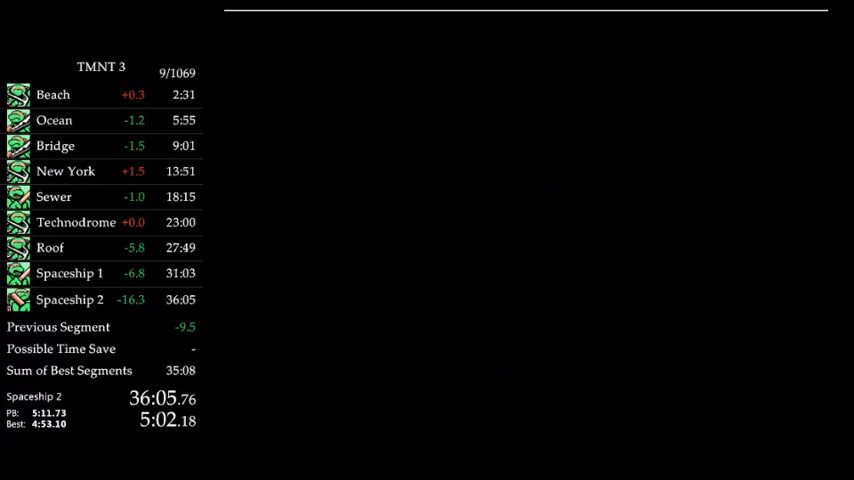 TMNT 3
9/1069
Beach +0.3 2:31
Ocean -1.2 5:55
Bridge -1.5 9:01
New York +1.5 13:51
Sewer -1.0 18:15
Technodrome +0.0 23:00
Roof -5.8 27:49
Spaceship 1 -6.8 31:03
Spaceship 2 -16.3 36:05
Previous Segment -9.5
Possible Time Save -
Sum of Best Segments 35:08
Spaceship 2 36:05.76
PB: 5:11.73
Best: 4:53.10
5:02.18